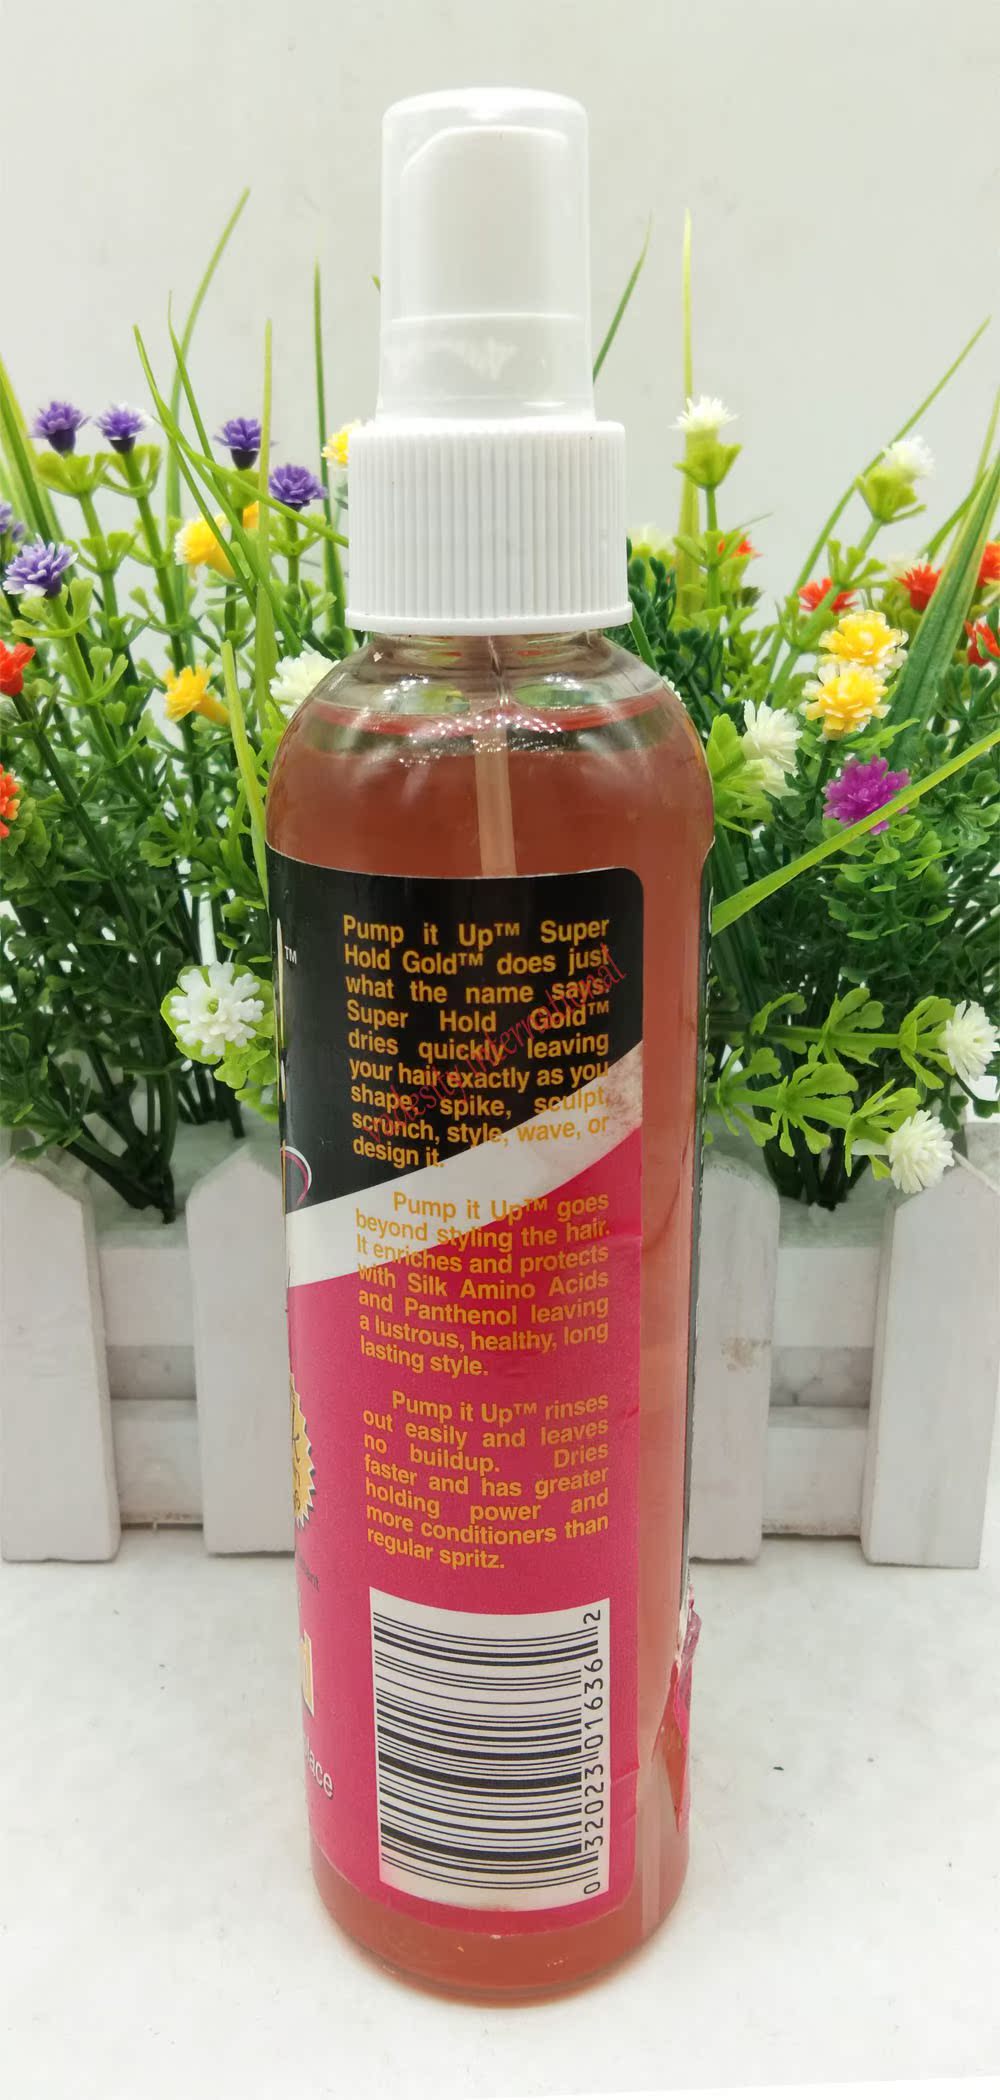 Pump it Up™ Super
Hold Gold™ does just
what the name says.
Super Hold Gold™
dries quickly leaving
your hair exactly as you
shape, spike, sculpt,
scrunch, style, wave, or
design it.
Pump it Up™ goes
beyond styling the hair.
It enriches and protects
with Silk Amino Acids
and Panthenol leaving
a lustrous, healthy, long
lasting style.
Pump it Up™ rinses
out easily and leaves
no buildup. Dries
faster and has greater
holding power and
more conditioners than
regular spritz.
0 32023 01636 2
TM
international